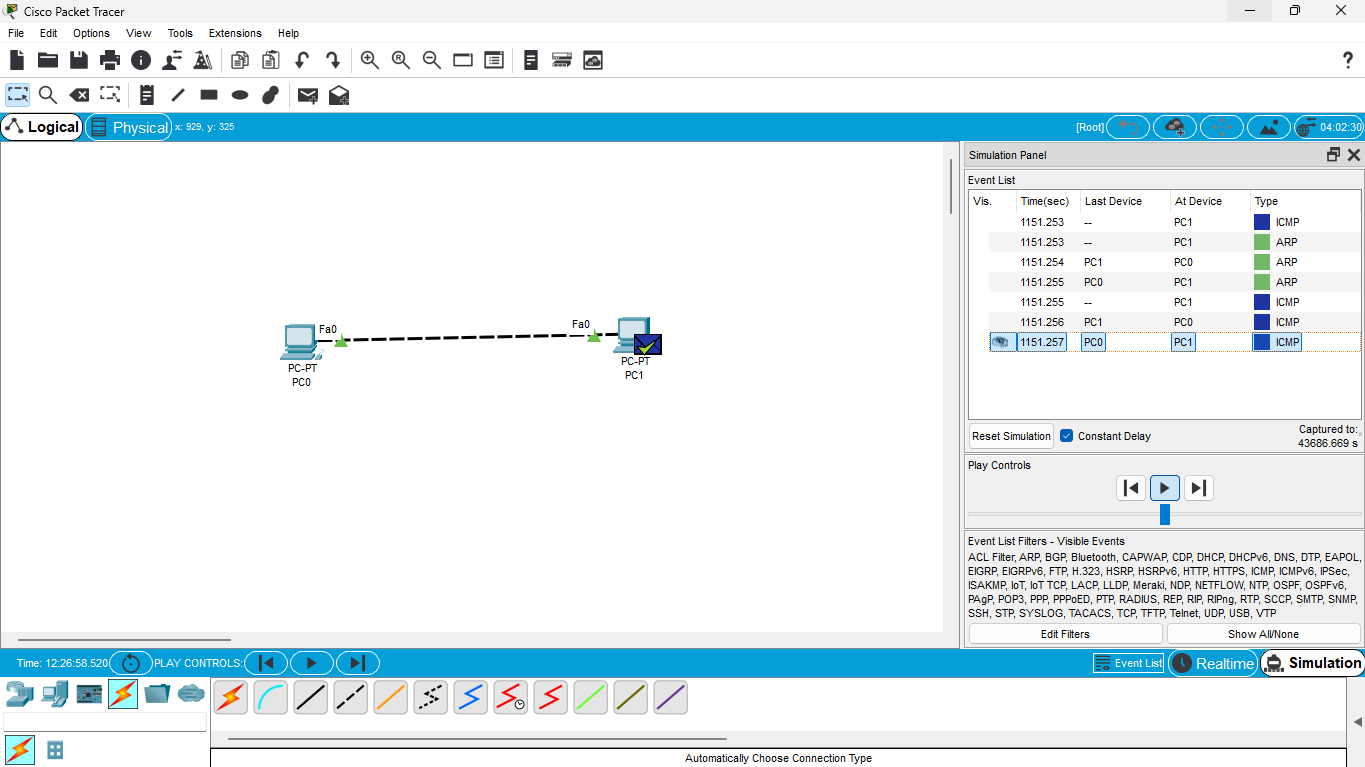 Cisco Packet Tracer
File Edit Options View Tools Extensions Help
Logical Physical x: 929, y: 325 [Root] 04:02:30
Simulation Panel
Event List
Vis. Time(sec) Last Device At Device Type
1151.253 -- PC1 ICMP
1151.253 -- PC1 ARP
1151.254 PC1 PC0 ARP
1151.255 PC0 PC1 ARP
1151.255 -- PC1 ICMP
1151.256 PC1 PC0 ICMP
1151.257 PC0 PC1 ICMP
Fa0
Fa0
PC-PT
PC0
PC-PT
PC1
Reset Simulation Constant Delay Captured to:
43686.669 s
Play Controls
Event List Filters - Visible Events
ACL Filter, ARP, BGP, Bluetooth, CAPWAP, CDP, DHCP, DHCPv6, DNS, DTP, EAPOL,
EIGRP, EIGRPv6, FTP, H.323, HSRP, HSRPv6, HTTP, HTTPS, ICMP, ICMPv6, IPSec,
ISAKMP, IoT, IoT TCP, LACP, LLDP, Meraki, NDP, NETFLOW, NTP, OSPF, OSPFv6,
PAgP, POP3, PPP, PPPoED, PTP, RADIUS, REP, RIP, RIPng, RTP, SCCP, SMTP, SNMP,
SSH, STP, SYSLOG, TACACS, TCP, TFTP, Telnet, UDP, USB, VTP
Edit Filters Show All/None
Time: 12:26:58.520 PLAY CONTROLS: Event List Realtime Simulation
Automatically Choose Connection Type